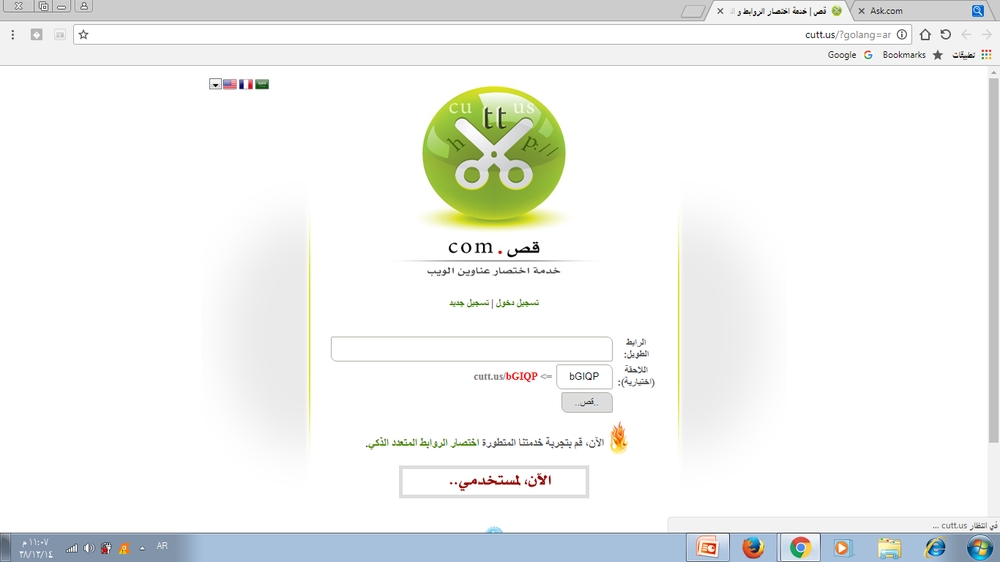 قص | خدمة اختصار الروابط و ال
Ask.com
cutt.us/?golang=ar
تطبيقات
Bookmarks
Google
cu tt us
h p://
قص.com
خدمة اختصار عناوين الويب
تسجيل دخول | تسجيل جديد
الرابط
الطويل:
اللاحقة
(اختيارية):
bGIQP
cutt.us/bGIQP <=
..قص..
الآن، قم بتجربة خدمتنا المتطورة اختصار الروابط المتعدد الذكي.
الآن، لمستخدمي..
في انتظار cutt.us ...
AR
١١:٠٧ م
٣٨/١٢/١٤